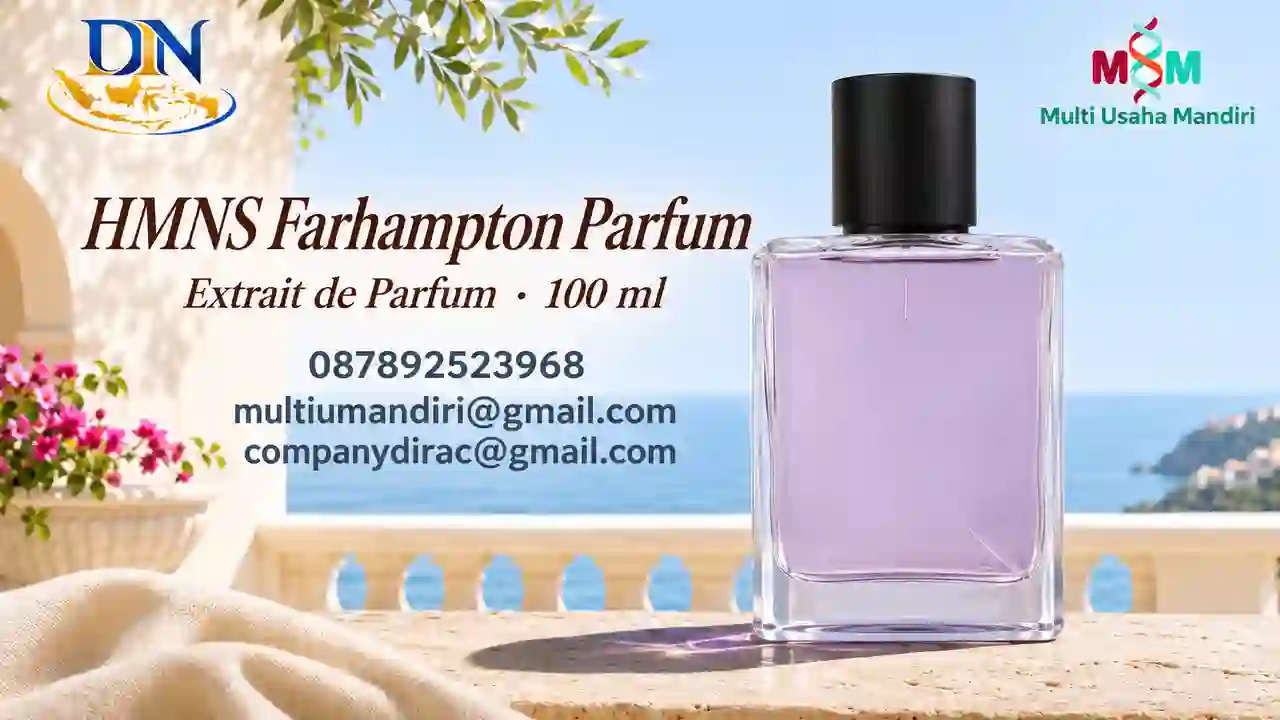 DN
M M
Multi Usaha Mandiri
HMNS Farhampton Parfum
Extrait de Parfum · 100 ml
087892523968
multiumandiri@gmail.com
companydirac@gmail.com